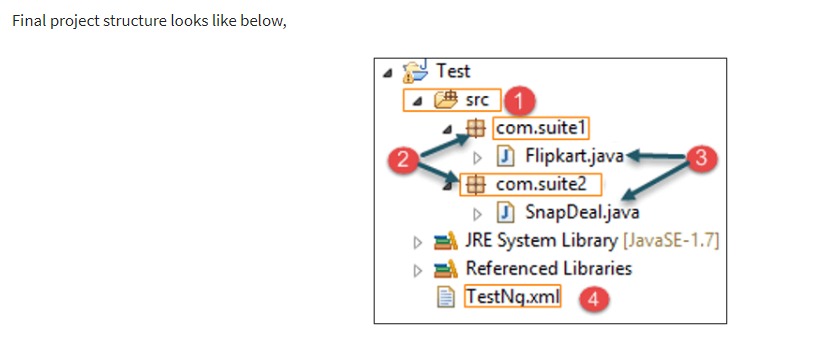 Final project structure looks like below,
Test
src 1
com.suite1
2 Flipkart.java 3
com.suite2
SnapDeal.java
JRE System Library [JavaSE-1.7]
Referenced Libraries
TestNg.xml 4